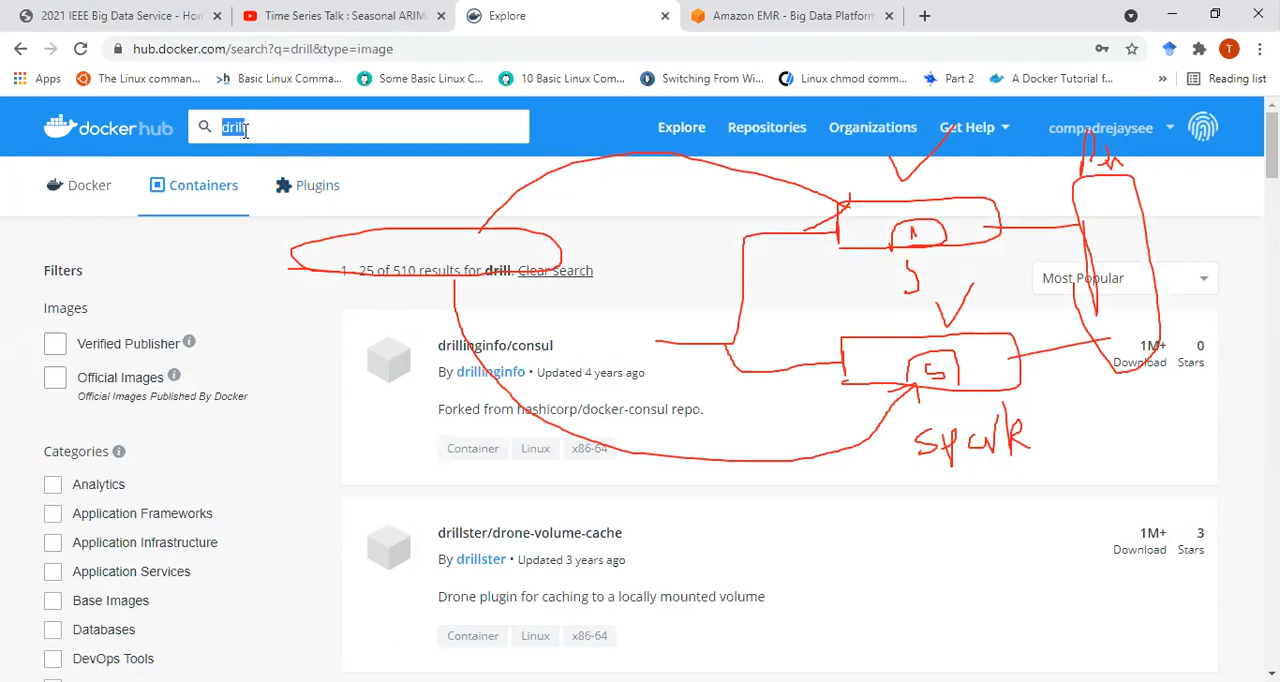 2021 IEEE Big Data Service - Hon
Time Series Talk : Seasonal ARIM
Explore
Amazon EMR - Big Data Platform
hub.docker.com/search?q=drill&type=image
T
Apps
The Linux comman...
Basic Linux Comma...
Some Basic Linux C...
10 Basic Linux Com...
Switching From Win...
Linux chmod comm...
Part 2
A Docker Tutorial f...
Reading list
docker hub
drill
Explore
Repositories
Organizations
Get Help
compadrejaysee
Docker
Containers
Plugins
Filters
1 - 25 of 510 results for drill. Clear search
Most Popular
Images
Verified Publisher
Official Images
Official Images Published By Docker
Categories
Analytics
Application Frameworks
Application Infrastructure
Application Services
Base Images
Databases
DevOps Tools
drillinginfo/consul
By drillinginfo • Updated 4 years ago
Forked from hashicorp/docker-consul repo.
Container
Linux
x86-64
1M+
Download
0
Stars
S
spark
drillster/drone-volume-cache
By drillster • Updated 3 years ago
Drone plugin for caching to a locally mounted volume
Container
Linux
x86-64
1M+
Download
3
Stars